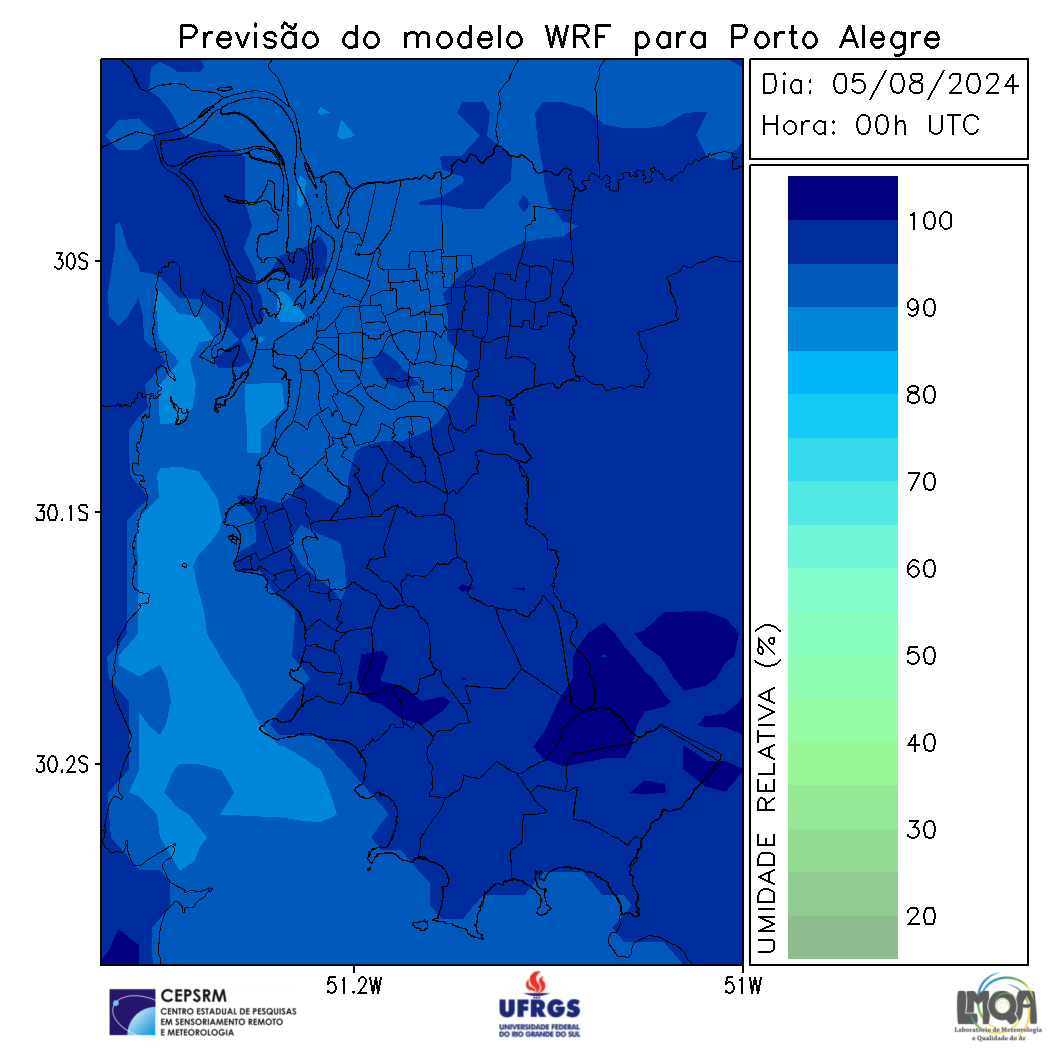 Previsão do modelo WRF para Porto Alegre
Dia: 05/08/2024
Hora: 00h UTC
100
90
80
70
60
50
40
30
20
UMIDADE RELATIVA (%)
30S
30.1S
30.2S
51.2W
51W
CEPSRM
CENTRO ESTADUAL DE PESQUISAS
EM SENSORIAMENTO REMOTO
E METEOROLOGIA
UFRGS
UNIVERSIDADE FEDERAL
DO RIO GRANDE DO SUL
LMQA
Laboratório de Meteorologia
e Qualidade do Ar